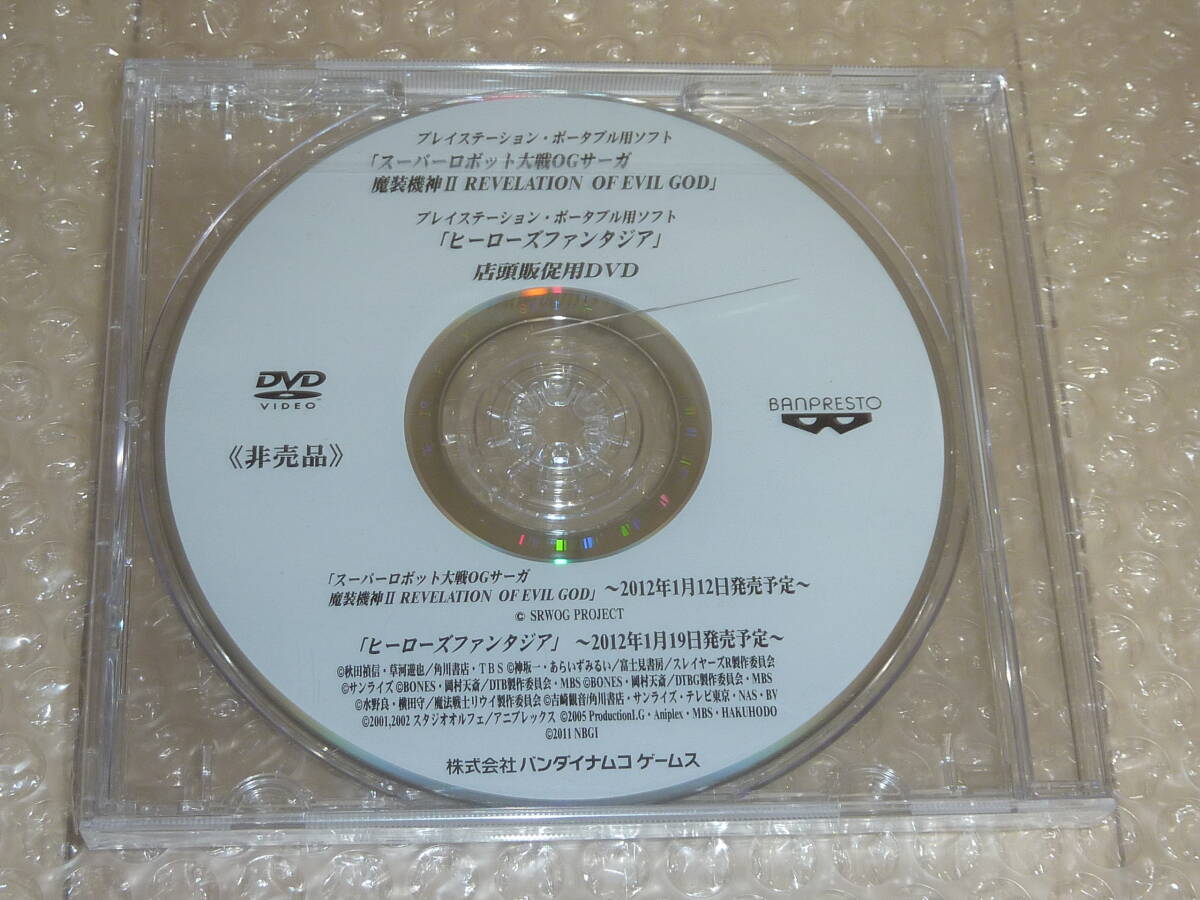 プレイステーション・ポータブル用ソフト
「スーパーロボット大戦OGサーガ
魔装機神II REVELATION OF EVIL GOD」
プレイステーション・ポータブル用ソフト
「ヒーローズファンタジア」
店頭販促用DVD
DVD
VIDEO
BANPRESTO
《非売品》
「スーパーロボット大戦OGサーガ
魔装機神II REVELATION OF EVIL GOD」 ～2012年1月12日発売予定～
© SRWOG PROJECT
「ヒーローズファンタジア」 ～2012年1月19日発売予定～
©秋田禎信・草河遊也/角川書店・TBS ©神坂一・あらいずみるい/富士見書房/スレイヤーズR製作委員会
©サンライズ ©BONES・岡村天斎/DTB製作委員会・MBS ©BONES・岡村天斎/DTBG製作委員会・MBS
©水野良・横田守/魔法戦士リウイ製作委員会 ©吉崎観音/角川書店・サンライズ・テレビ東京・NAS・BV
©2001,2002 スタジオオルフェ/アニプレックス ©2005 Production I.G・Aniplex・MBS・HAKUHODO
©2011 NBGI
株式会社 バンダイナムコ ゲームス